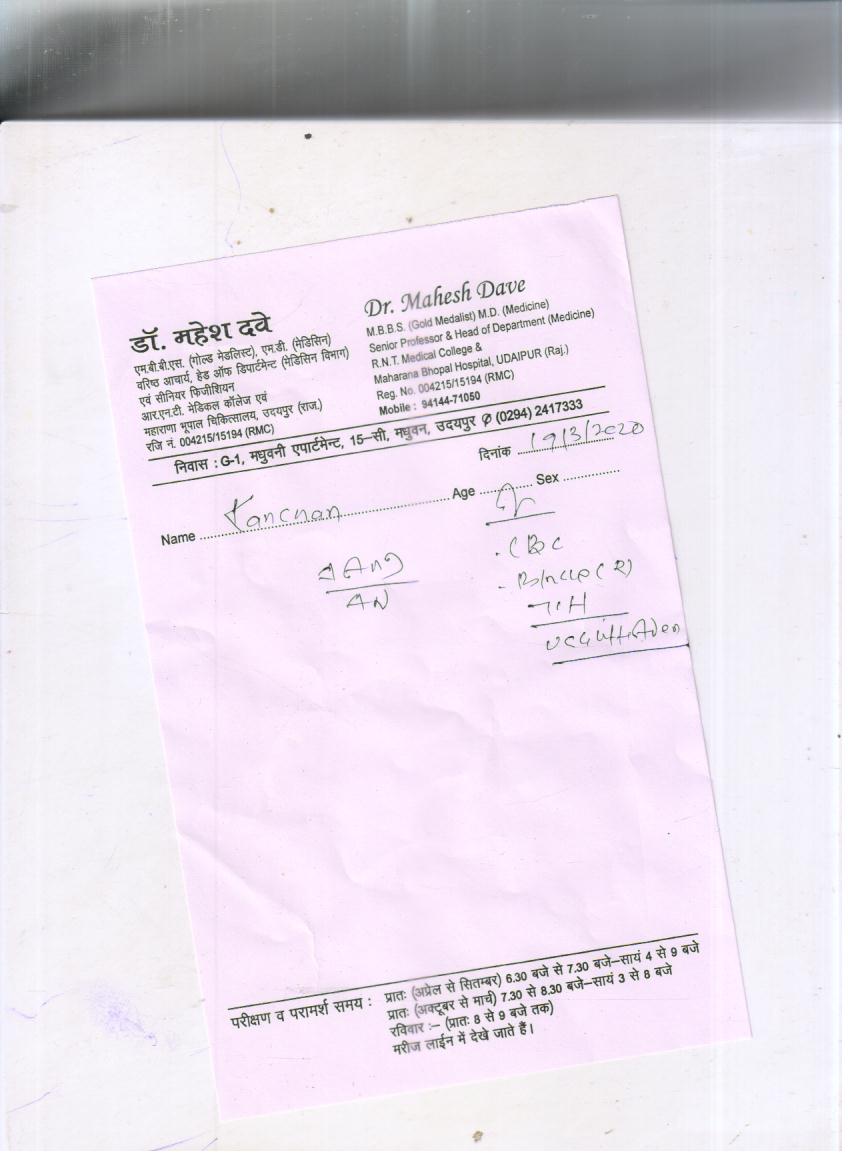 डॉ. महेश दवे
एम.बी.बी.एस. (गोल्ड मेडलिस्ट), एम.डी. (मेडिसिन)
वरिष्ठ आचार्य, हेड ऑफ डिपार्टमेन्ट (मेडिसिन विभाग)
एवं सीनियर फिजीशियन
आर.एन.टी. मेडिकल कॉलेज एवं
महाराणा भूपाल चिकित्सालय, उदयपुर (राज.)
रजि नं. 004215/15194 (RMC)
Dr. Mahesh Dave
M.B.B.S. (Gold Medalist) M.D. (Medicine)
Senior Professor & Head of Department (Medicine)
R.N.T. Medical College &
Maharana Bhopal Hospital, UDAIPUR (Raj.)
Reg. No. 004215/15194 (RMC)
Mobile : 94144-71050
निवास : G-1, मधुवनी एपार्टमेन्ट, 15–सी, मधुवन, उदयपुर ✆ (0294) 2417333
दिनांक 19/3/2020
Name Kanchan Age Sex
CBC
परीक्षण व परामर्श समय : प्रातः (अप्रेल से सितम्बर) 6.30 बजे से 7.30 बजे–सायं 4 से 9 बजे
प्रातः (अक्टूबर से मार्च) 7.30 से 8.30 बजे–सायं 3 से 8 बजे
रविवार :– (प्रातः 8 से 9 बजे तक)
मरीज लाईन में देखे जाते हैं।